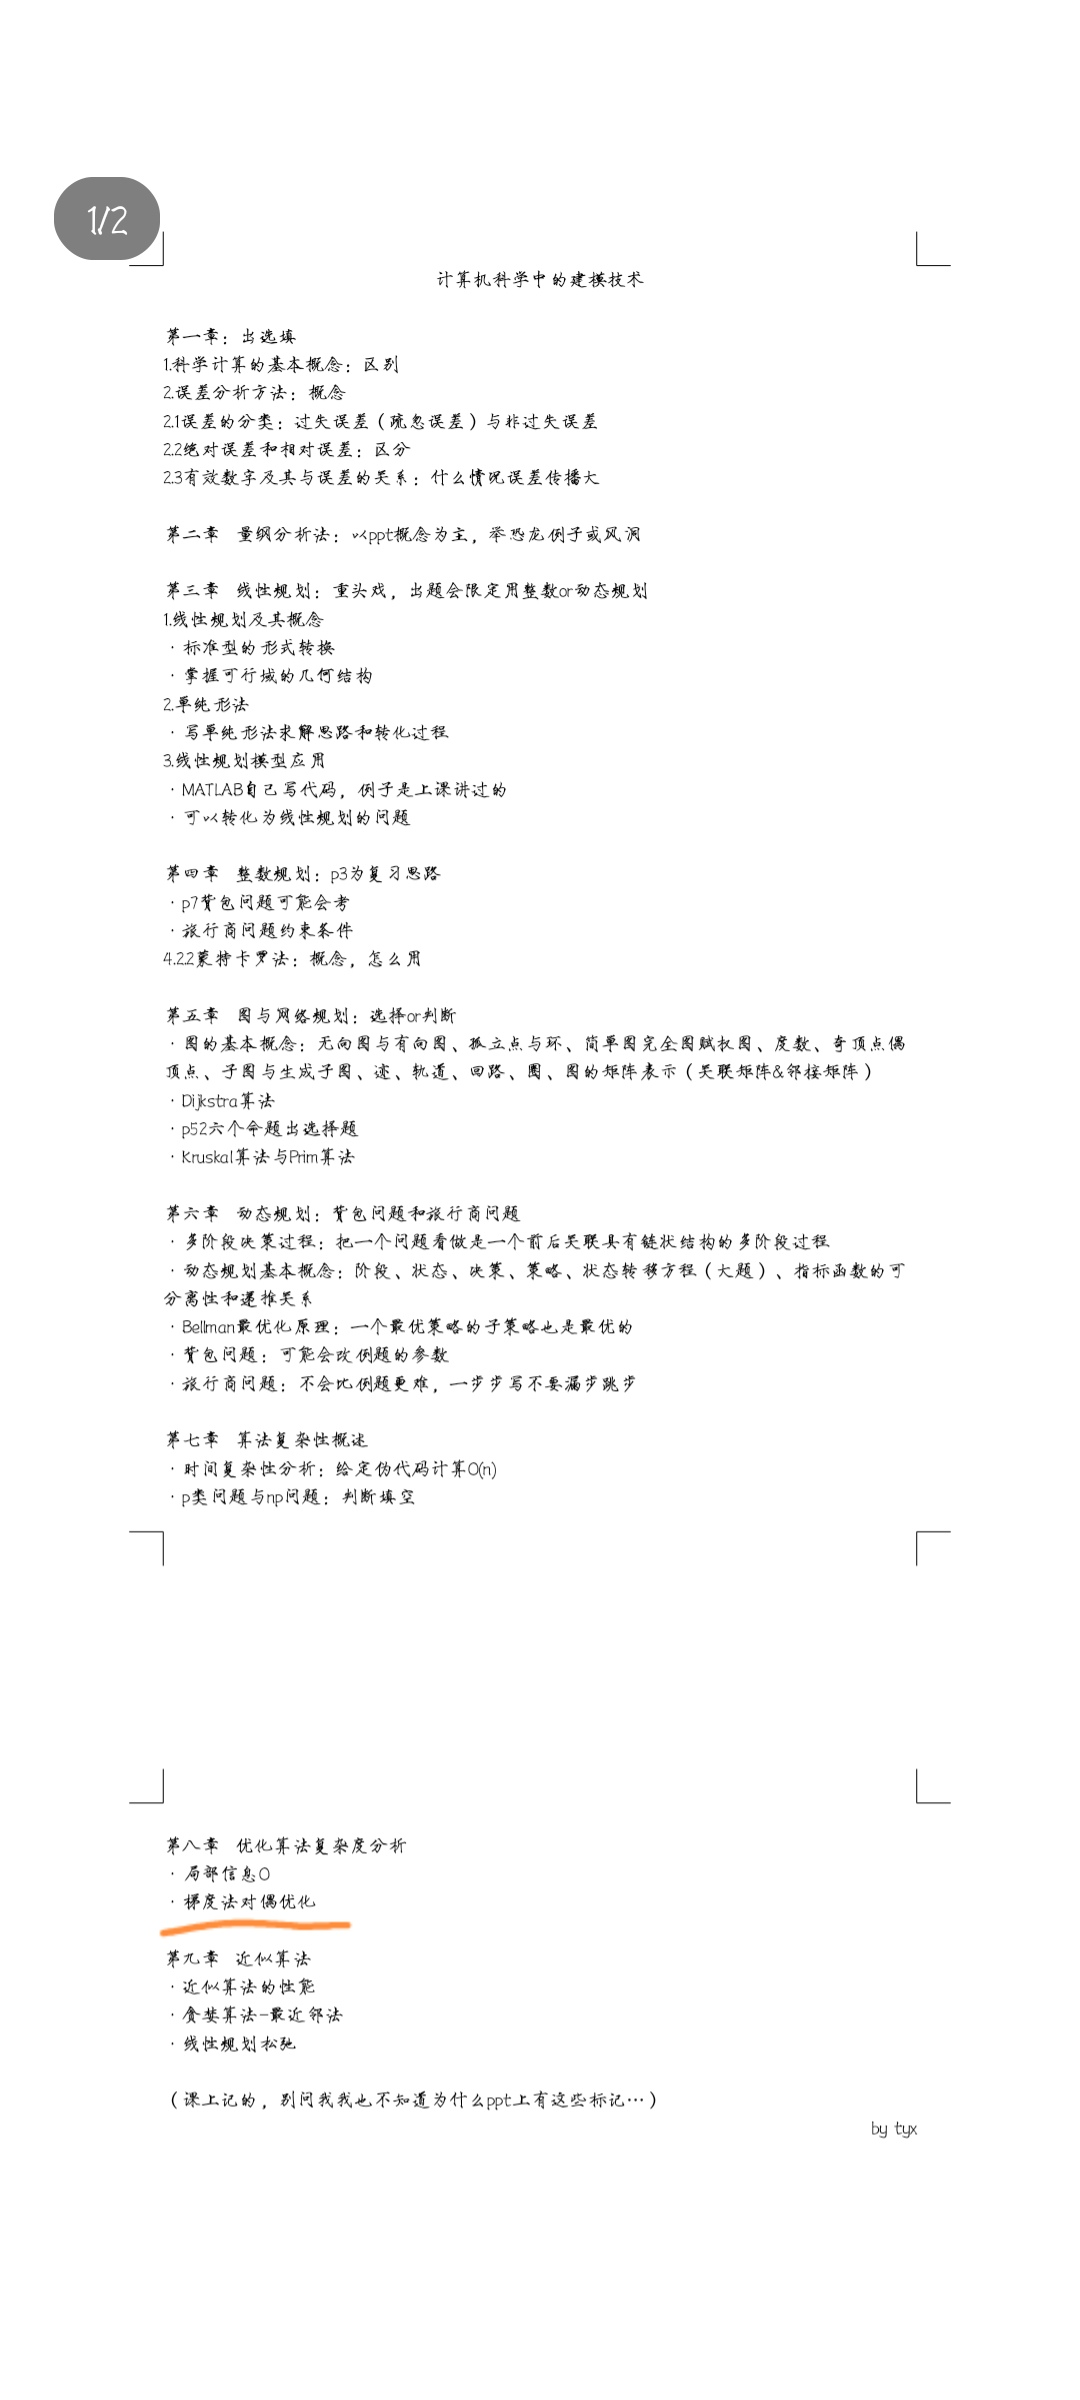 1/2
计算机科学中的建模技术
第一章：出选填
1.科学计算的基本概念：区别
2.误差分析方法：概念
2.1误差的分类：过失误差（疏忽误差）与非过失误差
2.2绝对误差和相对误差：区分
2.3有效数字及其与误差的关系：什么情况误差传播大
第二章 量纲分析法：以ppt概念为主，举恐龙例子或风洞
第三章 线性规划：重头戏，出题会限定用整数or动态规划
1.线性规划及其概念
·标准型的形式转换
·掌握可行域的几何结构
2.单纯形法
·写单纯形法求解思路和转化过程
3.线性规划模型应用
·MATLAB自己写代码，例子是上课讲过的
·可以转化为线性规划的问题
第四章 整数规划：p3为复习思路
·p7背包问题可能会考
·旅行商问题约束条件
4.2.2蒙特卡罗法：概念，怎么用
第五章 图与网络规划：选择or判断
·图的基本概念：无向图与有向图、孤立点与环、简单图完全图赋权图、度数、奇顶点偶
顶点、子图与生成子图、迹、轨道、回路、圈、图的矩阵表示（关联矩阵&邻接矩阵）
·Dijkstra算法
·p52六个命题出选择题
·Kruskal算法与Prim算法
第六章 动态规划：背包问题和旅行商问题
·多阶段决策过程：把一个问题看做是一个前后关联具有链状结构的多阶段过程
·动态规划基本概念：阶段、状态、决策、策略、状态转移方程（大题）、指标函数的可
分离性和递推关系
·Bellman最优化原理：一个最优策略的子策略也是最优的
·背包问题：可能会改例题的参数
·旅行商问题：不会比例题更难，一步步写不要漏步跳步
第七章 算法复杂性概述
·时间复杂性分析：给定伪代码计算O(n)
·p类问题与np问题：判断填空
第八章 优化算法复杂度分析
·局部信息O
·梯度法对偶优化
第九章 近似算法
·近似算法的性能
·贪婪算法-最近邻法
·线性规划松弛
（课上记的，别问我我也不知道为什么ppt上有这些标记…）
by tyx